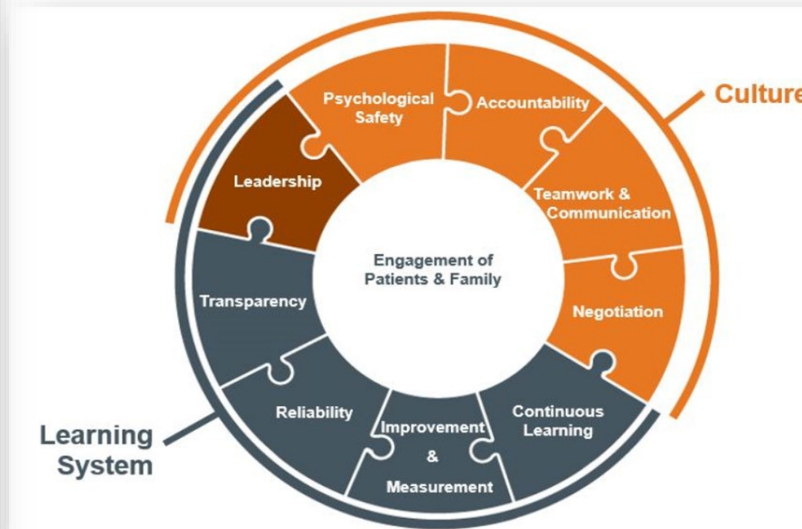 Psychological
Safety
Accountability
Culture
Leadership
Teamwork &
Communication
Engagement of
Patients & Family
Transparency
Negotiation
Reliability
Improvement
&
Measurement
Continuous
Learning
Learning
System